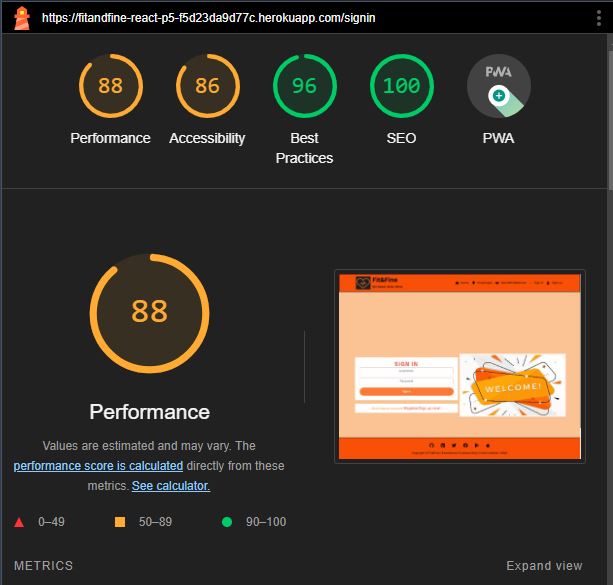 https://fitandfine-react-p5-f5d23da9d77c.herokuapp.com/signin
88
86
96
100
PWA
Performance
Accessibility
Best
Practices
SEO
PWA
88
Performance
Values are estimated and may vary. The
performance score is calculated directly from these
metrics. See calculator.
0–49
50–89
90–100
Fit&Fine
SIGN IN
WELCOME!
METRICS
Expand view